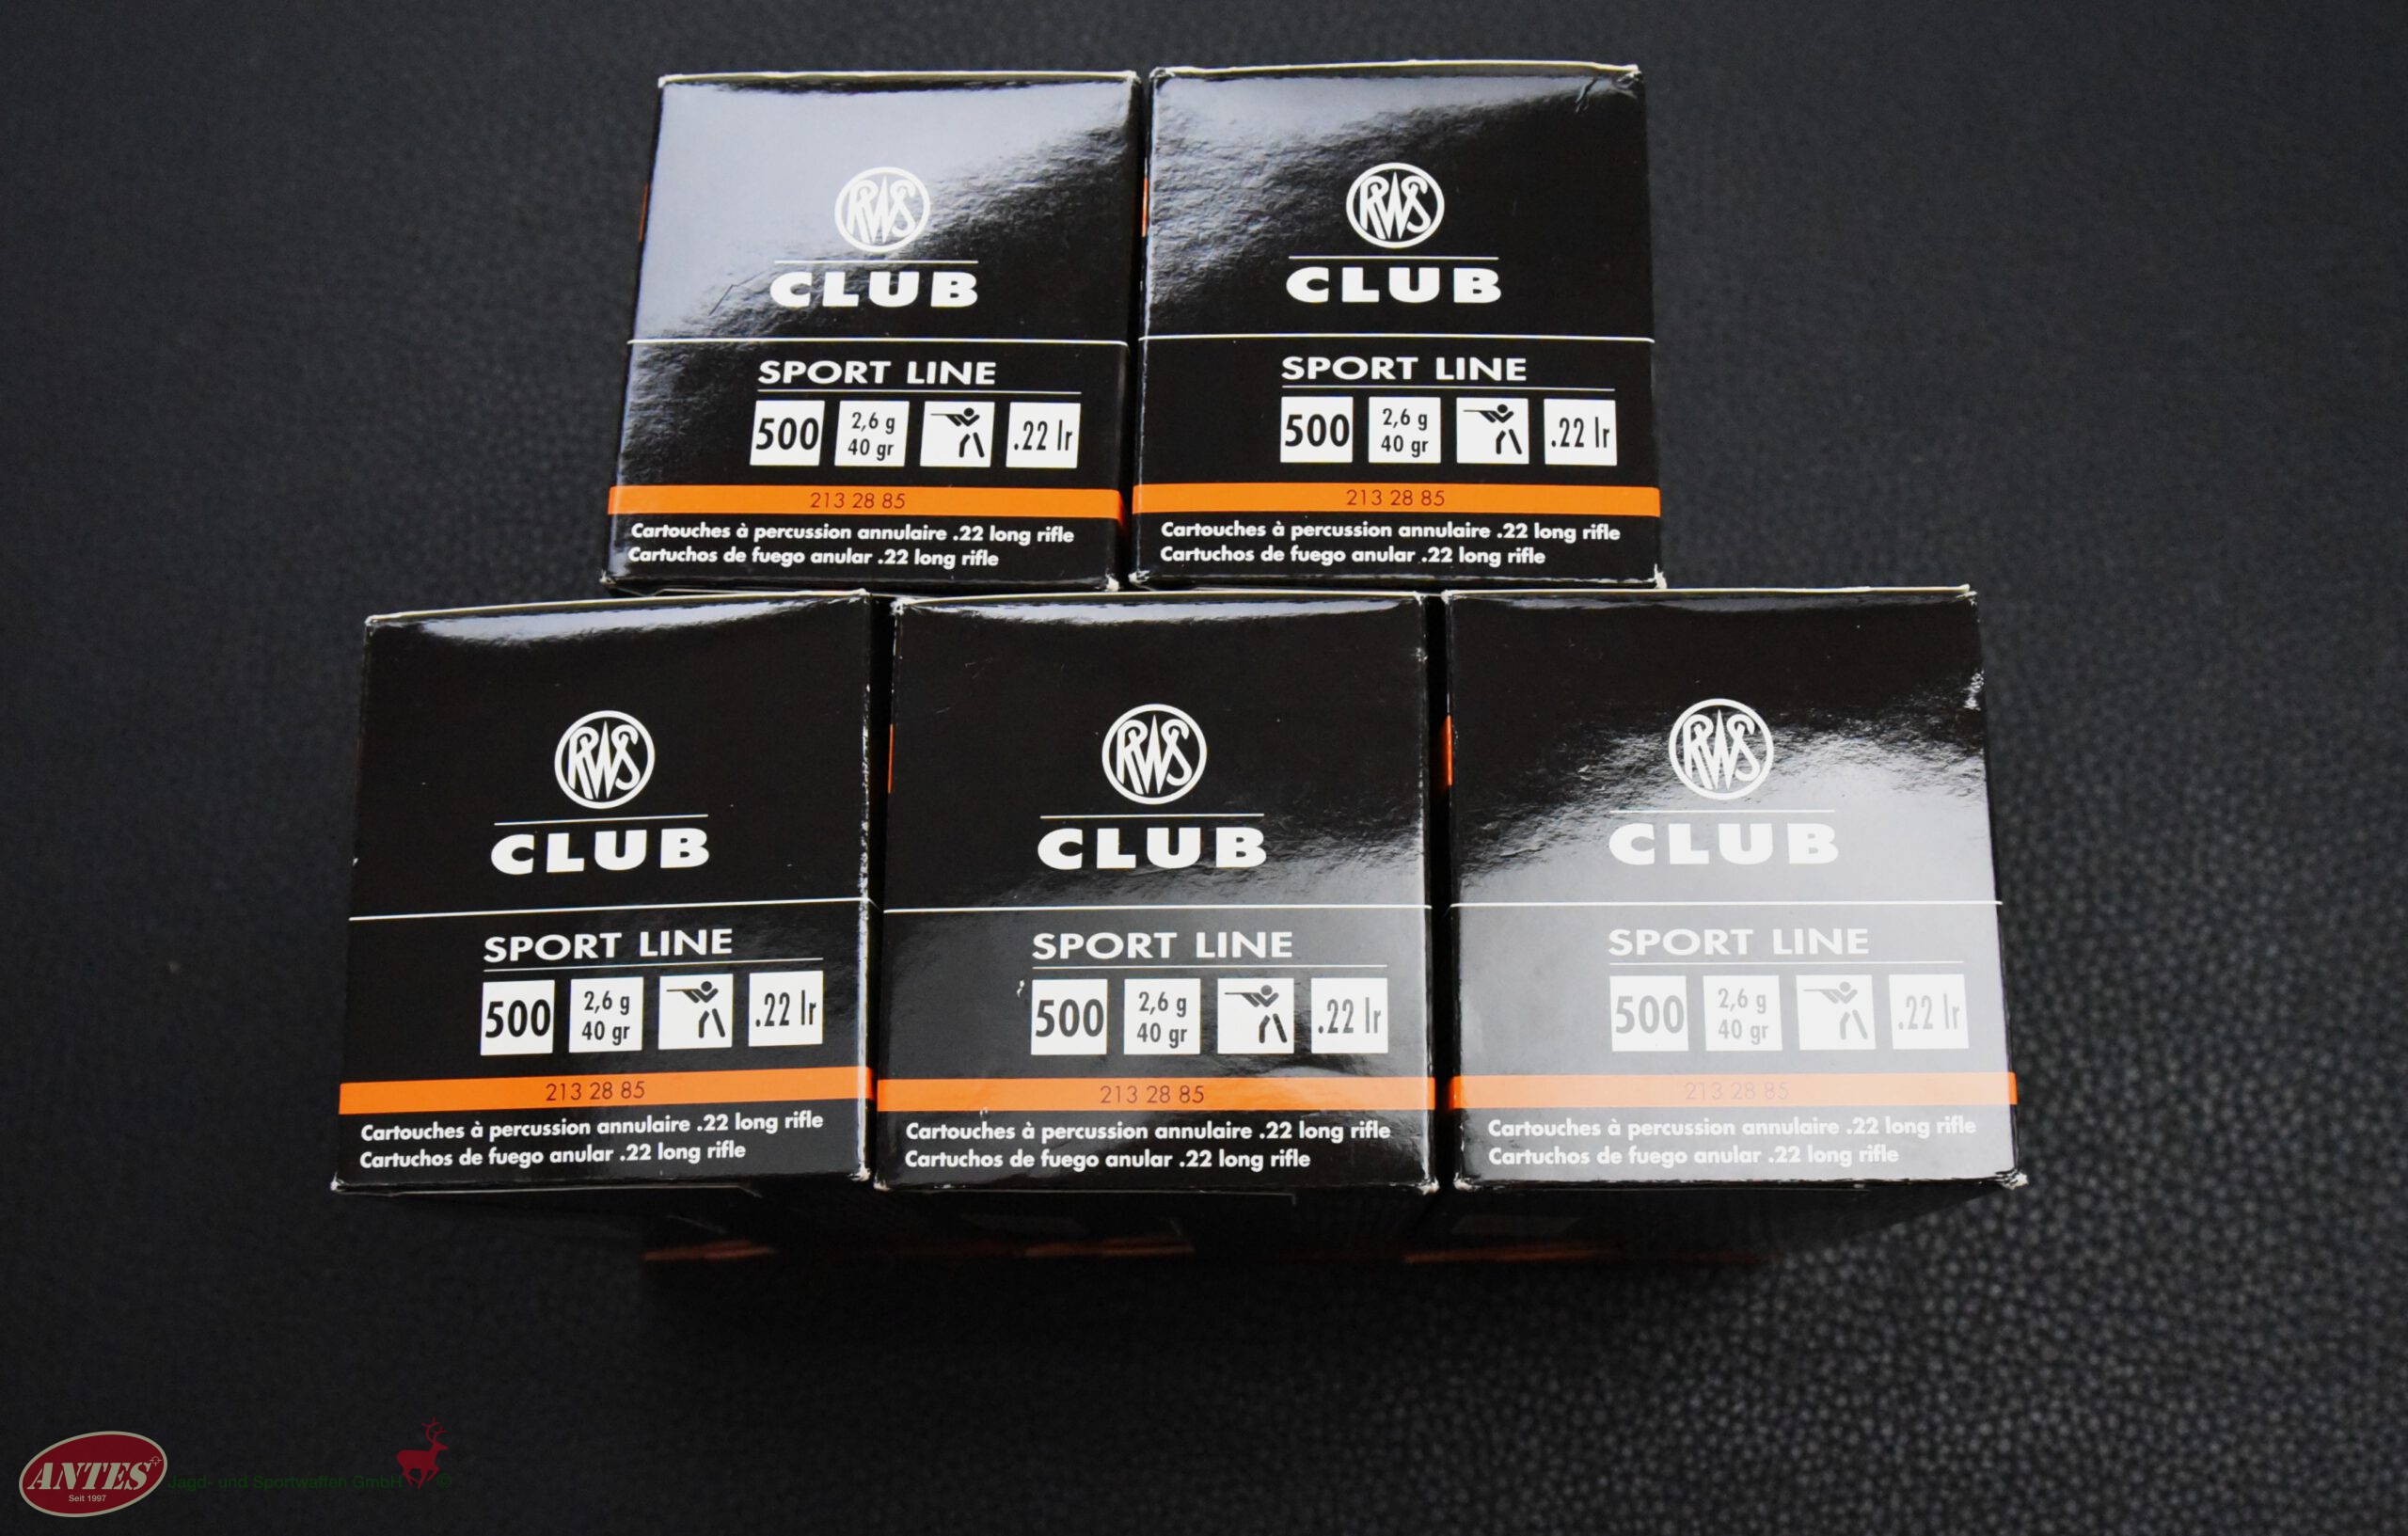 RWS
CLUB
SPORT LINE
500 2,6 g 40 gr .22 lr
213 28 85
Cartouches à percussion annulaire .22 long rifle
Cartuchos de fuego anular .22 long rifle
RWS
CLUB
SPORT LINE
500 2,6 g 40 gr .22 lr
213 28 85
Cartouches à percussion annulaire .22 long rifle
Cartuchos de fuego anular .22 long rifle
RWS
CLUB
SPORT LINE
500 2,6 g 40 gr .22 lr
213 28 85
Cartouches à percussion annulaire .22 long rifle
Cartuchos de fuego anular .22 long rifle
RWS
CLUB
SPORT LINE
500 2,6 g 40 gr .22 lr
213 28 85
Cartouches à percussion annulaire .22 long rifle
Cartuchos de fuego anular .22 long rifle
RWS
CLUB
SPORT LINE
500 2,6 g 40 gr .22 lr
213 28 85
Cartouches à percussion annulaire .22 long rifle
Cartuchos de fuego anular .22 long rifle
ANTES Jagd- und Sportwaffen GmbH ©
Seit 1997